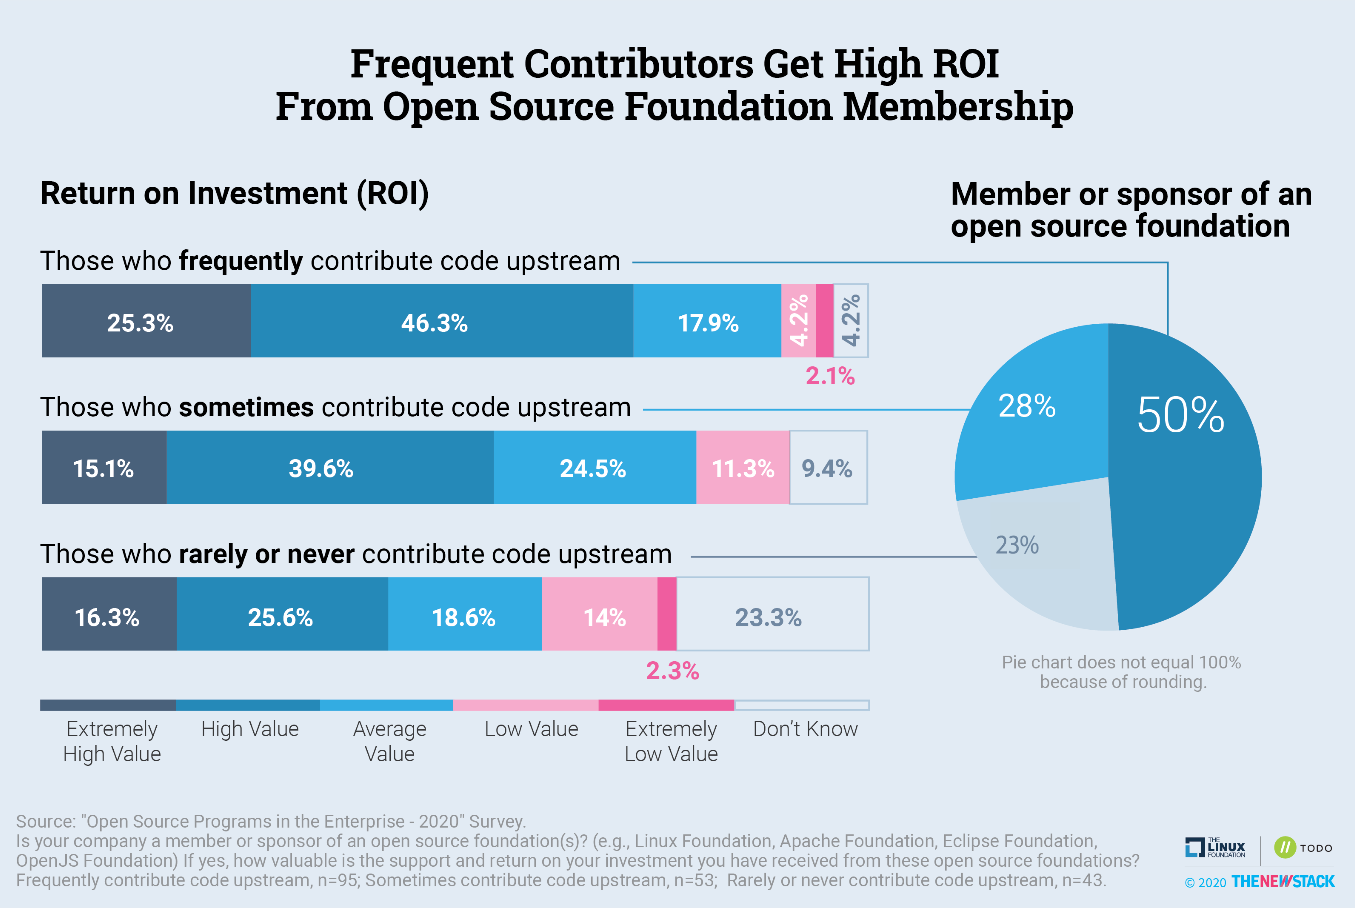 Frequent Contributors Get High ROI
From Open Source Foundation Membership
Return on Investment (ROI)
Member or sponsor of an
open source foundation
Those who frequently contribute code upstream
25.3%
46.3%
17.9%
4.2%
4.2%
2.1%
Those who sometimes contribute code upstream
15.1%
39.6%
24.5%
11.3%
9.4%
Those who rarely or never contribute code upstream
16.3%
25.6%
18.6%
14%
23.3%
2.3%
28%
50%
23%
Pie chart does not equal 100%
because of rounding.
Extremely
High Value
High Value
Average
Value
Low Value
Extremely
Low Value
Don't Know
Source: "Open Source Programs in the Enterprise - 2020" Survey.
Is your company a member or sponsor of an open source foundation(s)? (e.g., Linux Foundation, Apache Foundation, Eclipse Foundation,
OpenJS Foundation) If yes, how valuable is the support and return on your investment you have received from these open source foundations?
Frequently contribute code upstream, n=95; Sometimes contribute code upstream, n=53; Rarely or never contribute code upstream, n=43.
THE
LINUX
FOUNDATION
TODO
© 2020 THENEWSTACK